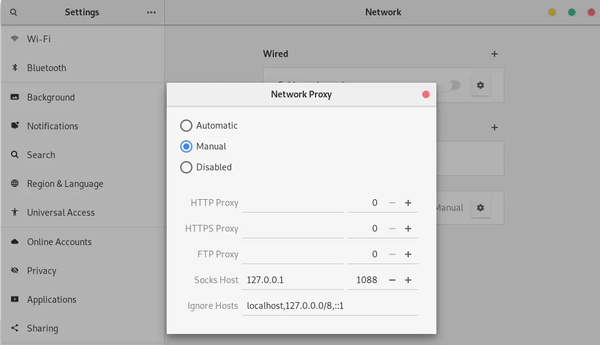 Settings
Network
Wi-Fi
Bluetooth
Background
Notifications
Search
Region & Language
Universal Access
Online Accounts
Privacy
Applications
Sharing
Wired
Manual
Network Proxy
Automatic
Manual
Disabled
HTTP Proxy 0
HTTPS Proxy 0
FTP Proxy 0
Socks Host 127.0.0.1 1088
Ignore Hosts localhost,127.0.0.0/8,::1